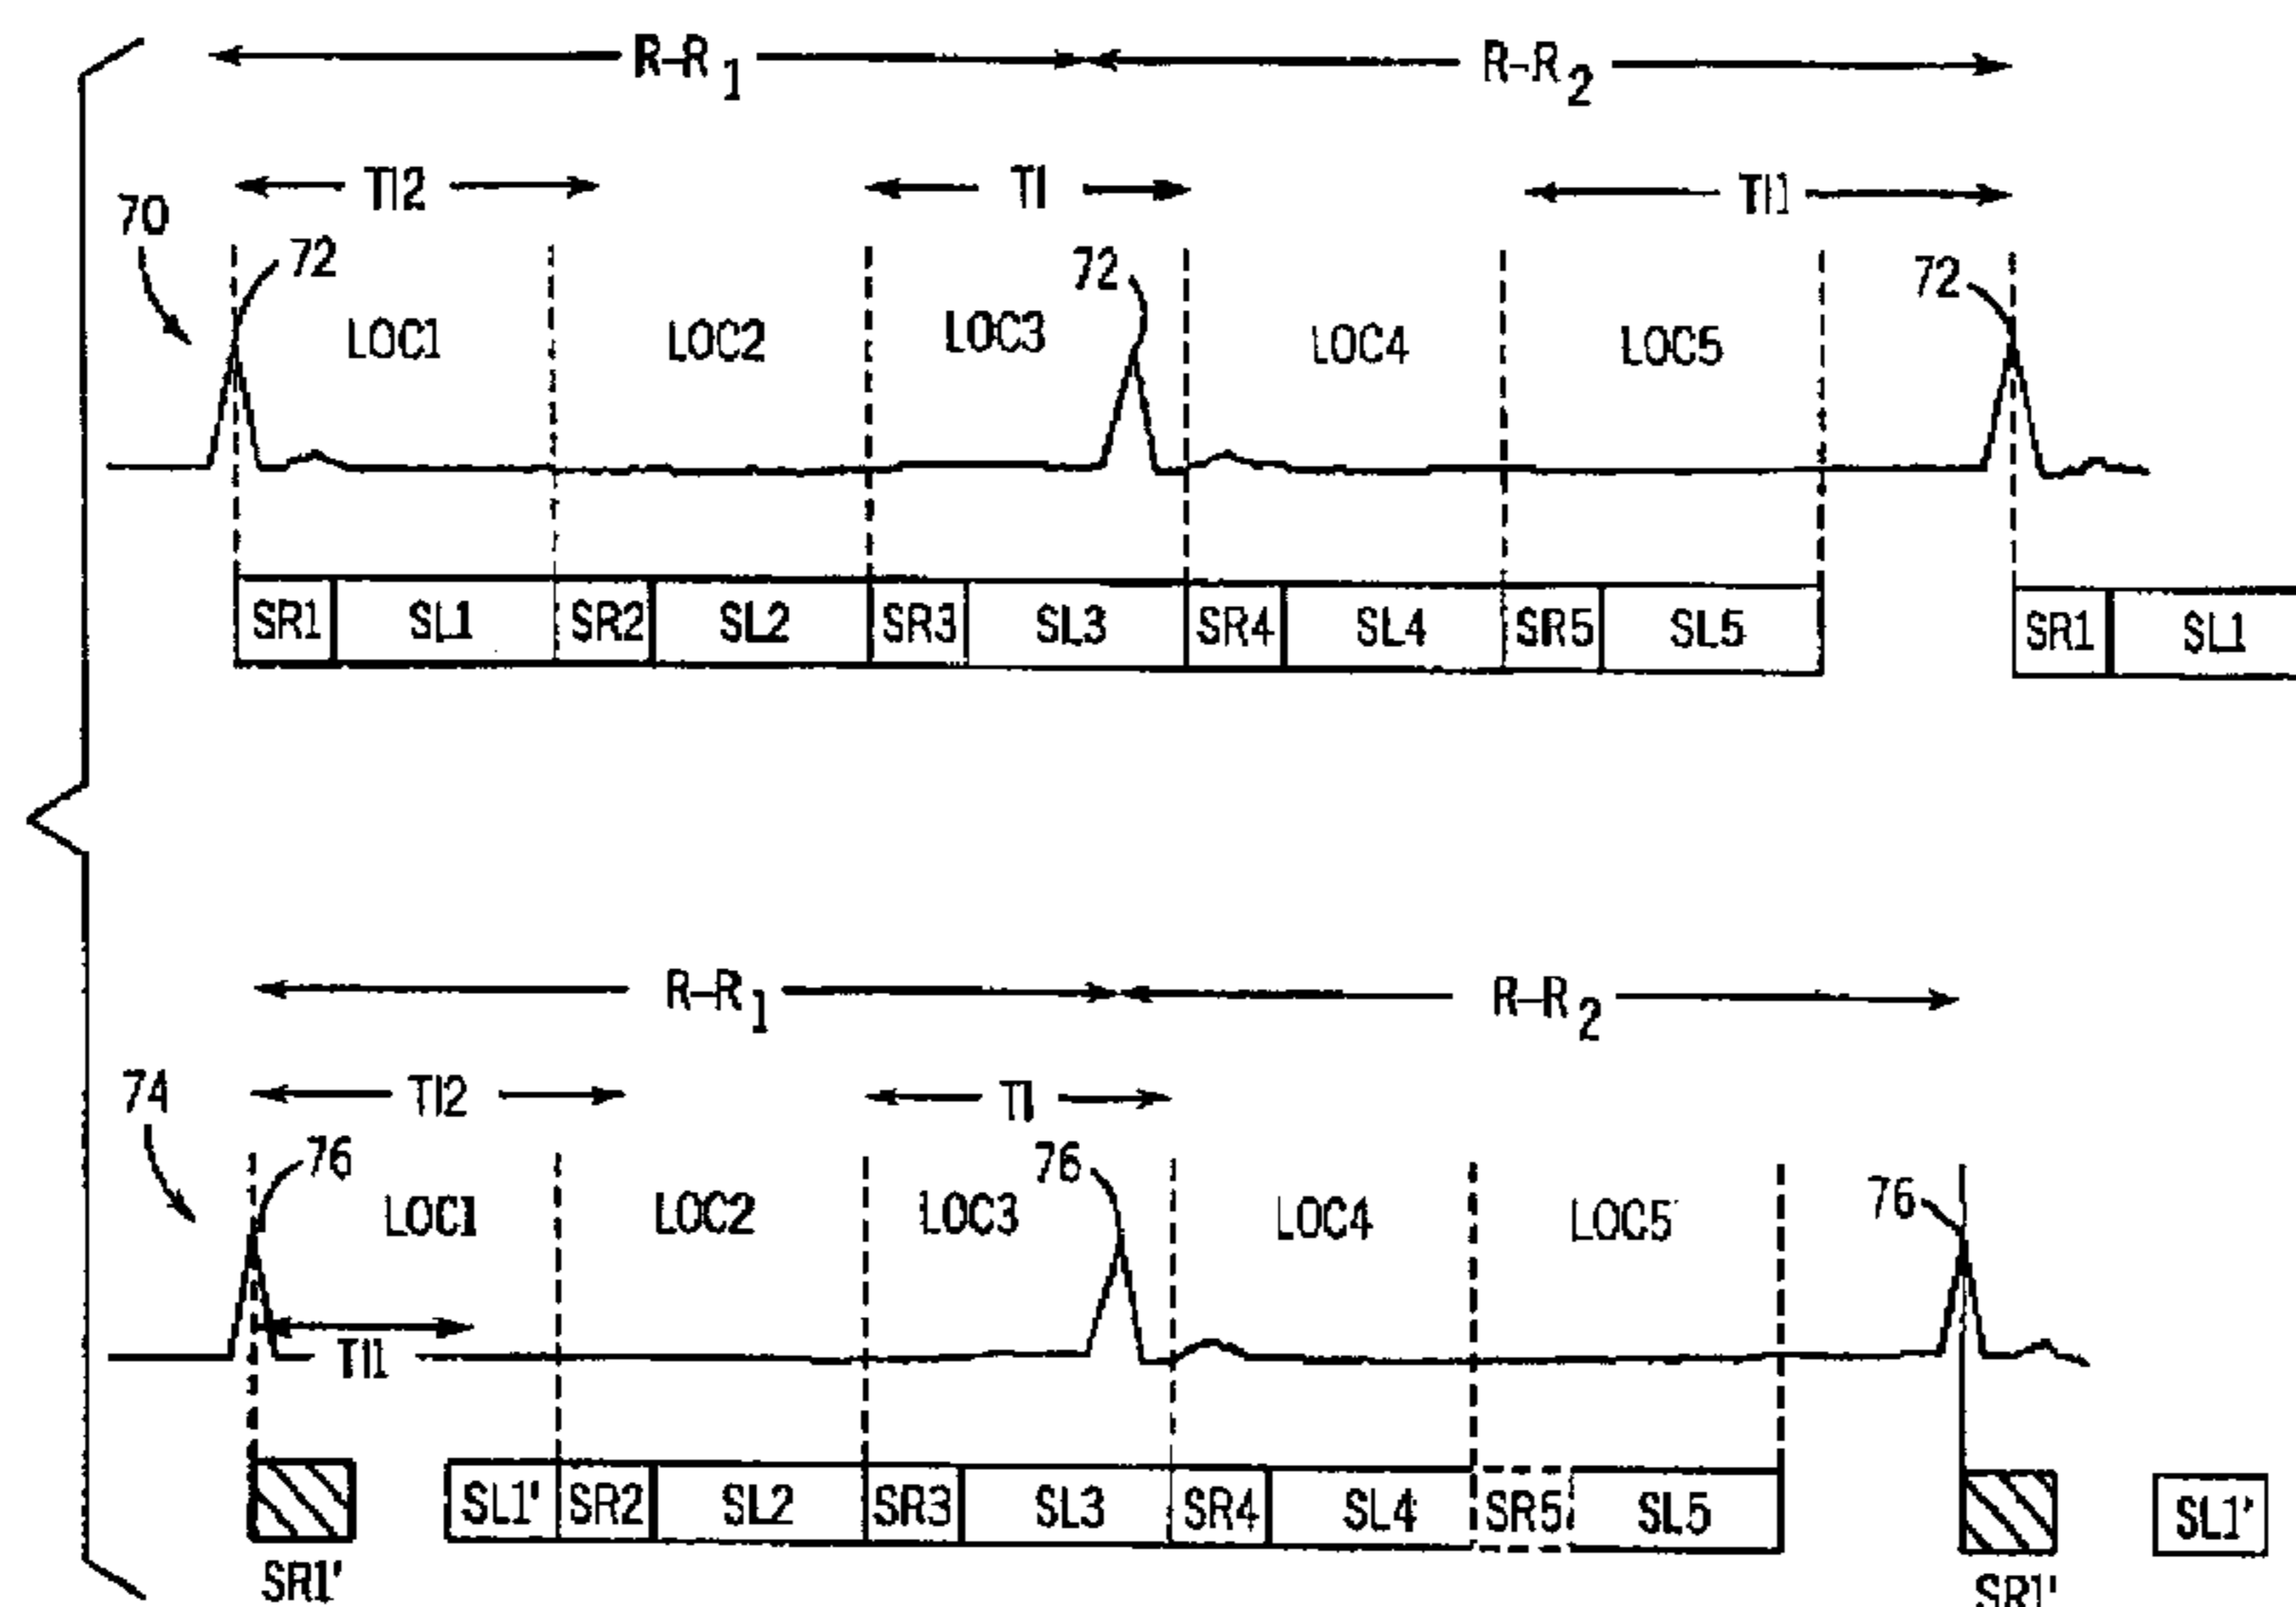 R-R1 R-R2
TI2 TI TI1
70 72 72 72
LOC1 LOC2 LOC3 LOC4 LOC5
SR1 SL1 SR2 SL2 SR3 SL3 SR4 SL4 SR5 SL5 SR1 SL1
R-R1 R-R2
74 TI2 TI
76 76 76
LOC1 LOC2 LOC3 LOC4 LOC5
TI1
SL1' SR2 SL2 SR3 SL3 SR4 SL4 SR5 SL5 SL1'
SR1' SR1'